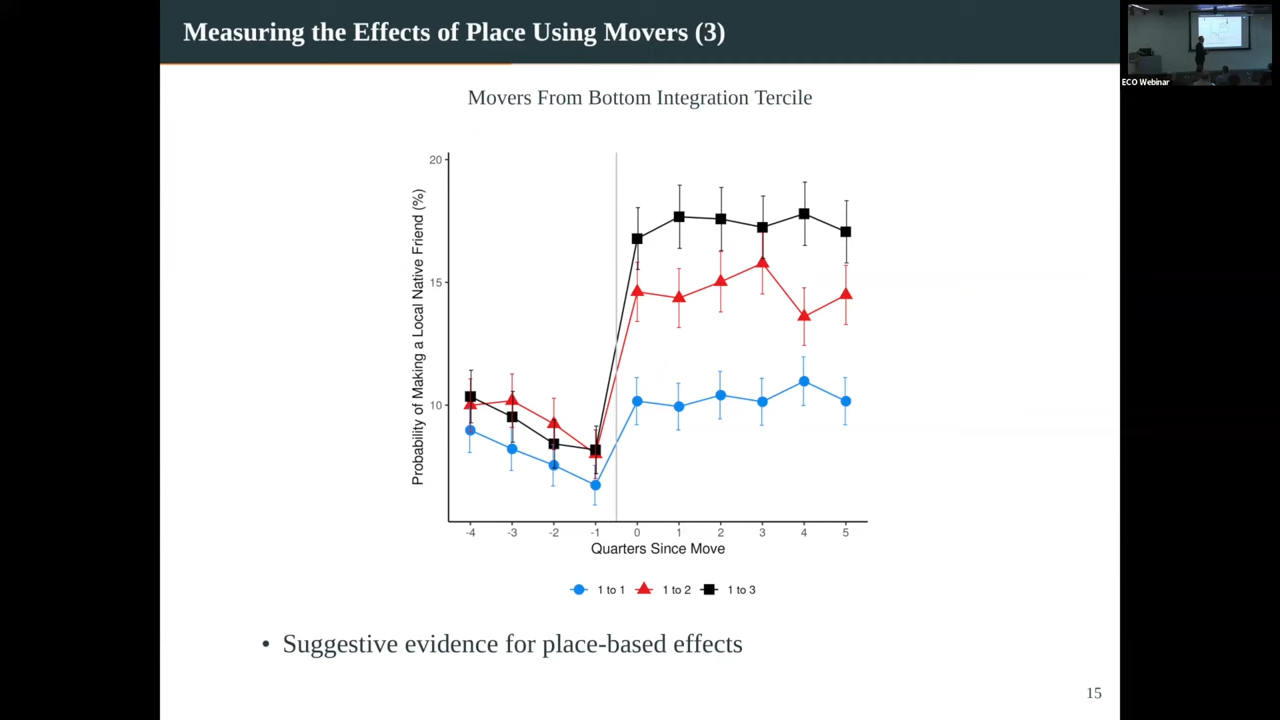 Measuring the Effects of Place Using Movers (3)
ECO Webinar
Movers From Bottom Integration Tercile
Probability of Making a Local Native Friend (%)
20
15
10
-4 -3 -2 -1 0 1 2 3 4 5
Quarters Since Move
1 to 1 1 to 2 1 to 3
• Suggestive evidence for place-based effects
15